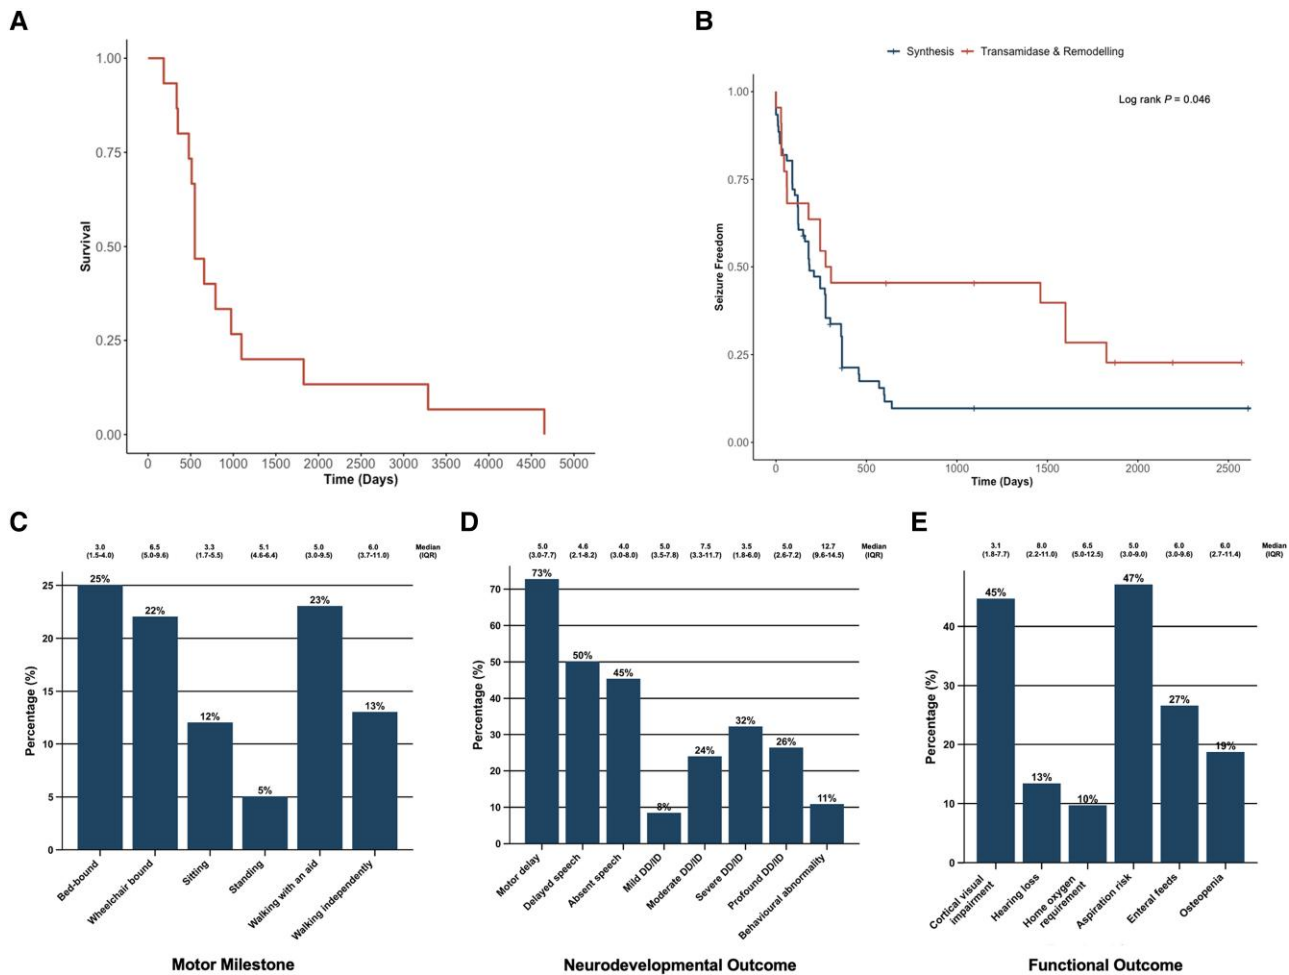 A
1.00
0.75
0.50
0.25
0.00
Survival
0 500 1000 1500 2000 2500 3000 3500 4000 4500 5000
Time (Days)
B
Synthesis Transamidase & Remodelling
Log rank P = 0.046
1.00
0.75
0.50
0.25
0.00
Seizure Freedom
0 500 1000 1500 2000 2500
Time (Days)
C
3.0 6.5 3.3 5.1 5.0 6.0 Median
(1.5-4.0) (5.0-9.6) (1.7-5.5) (4.6-6.4) (3.0-9.5) (3.7-11.0) (IQR)
25
20
15
10
5
0
Percentage (%)
25% 22% 12% 5% 23% 13%
Bed-bound
Wheelchair bound
Sitting
Standing
Walking with an aid
Walking independently
Motor Milestone
D
5.0 4.6 4.0 5.0 7.5 3.5 5.0 12.7 Median
(3.0-7.7) (2.1-8.2) (3.0-8.0) (3.5-7.8) (3.3-11.7) (1.8-6.0) (2.6-7.2) (9.6-14.5) (IQR)
70
60
50
40
30
20
10
0
Percentage (%)
73% 50% 45% 8% 24% 32% 26% 11%
Motor delay
Delayed speech
Absent speech
Mild DD/ID
Moderate DD/ID
Severe DD/ID
Profound DD/ID
Behavioural abnormality
Neurodevelopmental Outcome
E
3.1 8.0 6.5 5.0 6.0 6.0 Median
(1.8-7.7) (2.2-11.0) (5.0-12.5) (3.0-9.0) (3.0-9.6) (2.7-11.4) (IQR)
40
30
20
10
0
Percentage (%)
45% 13% 10% 47% 27% 19%
Cortical visual
impairment
Hearing loss
Home oxygen
requirement
Aspiration risk
Enteral feeds
Osteopenia
Functional Outcome